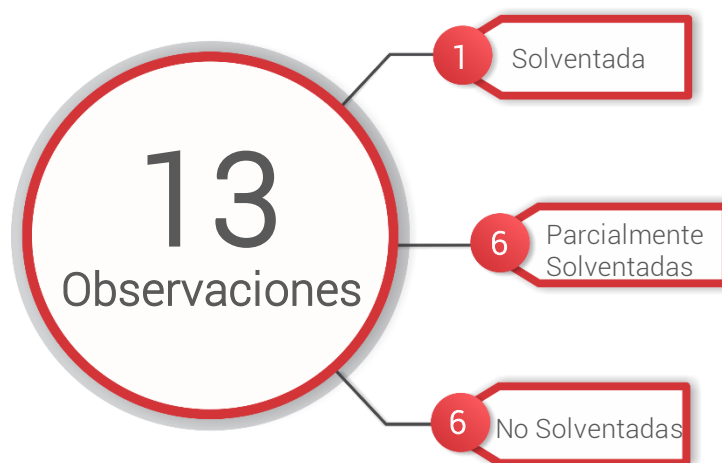 13
Observaciones
1
Solventada
6
Parcialmente
Solventadas
6
No Solventadas